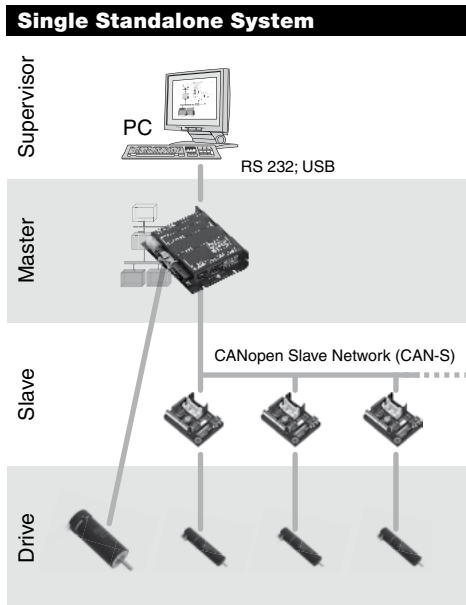 Single Standalone System
Supervisor
PC
RS 232; USB
Master
CANopen Slave Network (CAN-S)
Slave
Drive